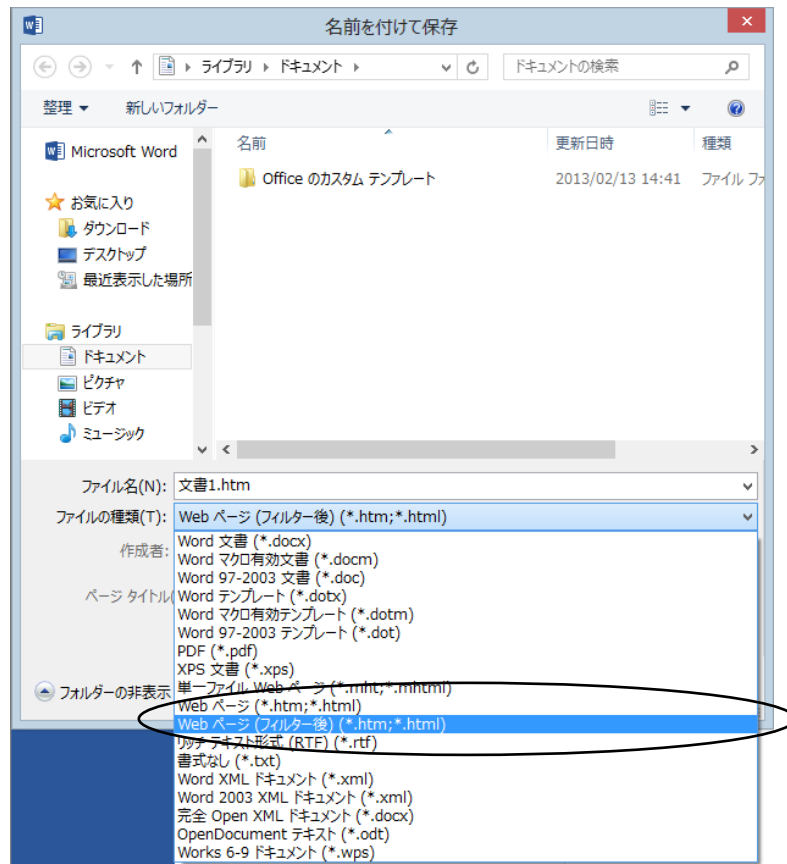 名前を付けて保存
ライブラリ ドキュメント ドキュメントの検索
整理 新しいフォルダー
Microsoft Word
お気に入り
ダウンロード
デスクトップ
最近表示した場所
ライブラリ
ドキュメント
ピクチャ
ビデオ
ミュージック
名前 更新日時 種類
Office のカスタム テンプレート 2013/02/13 14:41 ファイル フ
ファイル名(N): 文書1.htm
ファイルの種類(T): Web ページ (フィルター後) (*.htm;*.html)
作成者:
ページ タイトル(
フォルダーの非表示
Word 文書 (*.docx)
Word マクロ有効文書 (*.docm)
Word 97-2003 文書 (*.doc)
Word テンプレート (*.dotx)
Word マクロ有効テンプレート (*.dotm)
Word 97-2003 テンプレート (*.dot)
PDF (*.pdf)
XPS 文書 (*.xps)
単一ファイル Web ページ (*.mht;*.mhtml)
Web ページ (*.htm;*.html)
Web ページ (フィルター後) (*.htm;*.html)
リッチ テキスト形式 (RTF) (*.rtf)
書式なし (*.txt)
Word XML ドキュメント (*.xml)
Word 2003 XML ドキュメント (*.xml)
完全 Open XML ドキュメント (*.docx)
OpenDocument テキスト (*.odt)
Works 6-9 ドキュメント (*.wps)